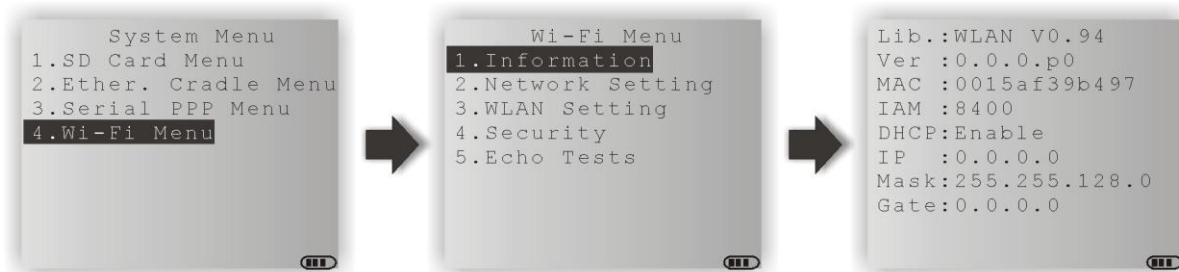 System Menu
1.SD Card Menu
2.Ether. Cradle Menu
3.Serial PPP Menu
4.Wi-Fi Menu
Wi-Fi Menu
1.Information
2.Network Setting
3.WLAN Setting
4.Security
5.Echo Tests
Lib.:WLAN V0.94
Ver :0.0.0.p0
MAC :0015af39b497
IAM :8400
DHCP:Enable
IP :0.0.0.0
Mask:255.255.128.0
Gate:0.0.0.0